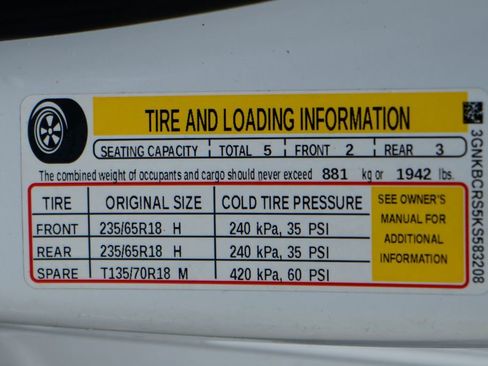 TIRE AND LOADING INFORMATION
SEATING CAPACITY TOTAL 5 FRONT 2 REAR 3
The combined weight of occupants and cargo should never exceed 881 kg or 1942 lbs.
TIRE ORIGINAL SIZE COLD TIRE PRESSURE
FRONT 235/65R18 H 240 kPa, 35 PSI
REAR 235/65R18 H 240 kPa, 35 PSI
SPARE T135/70R18 M 420 kPa, 60 PSI
SEE OWNER'S
MANUAL FOR
ADDITIONAL
INFORMATION
3GNKBCRS5KS583208